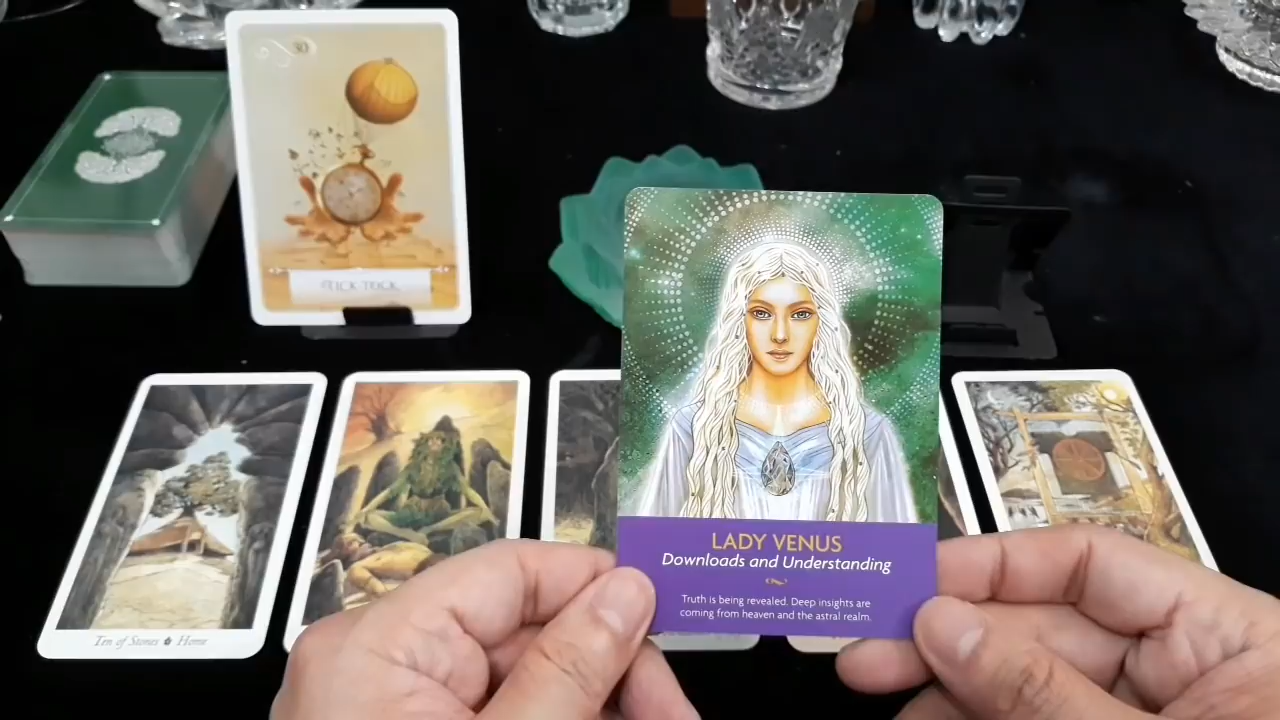 30
TICK TOCK
LADY VENUS
Downloads and Understanding
Truth is being revealed. Deep insights are
coming from heaven and the astral realm.
Ten of Stones Home